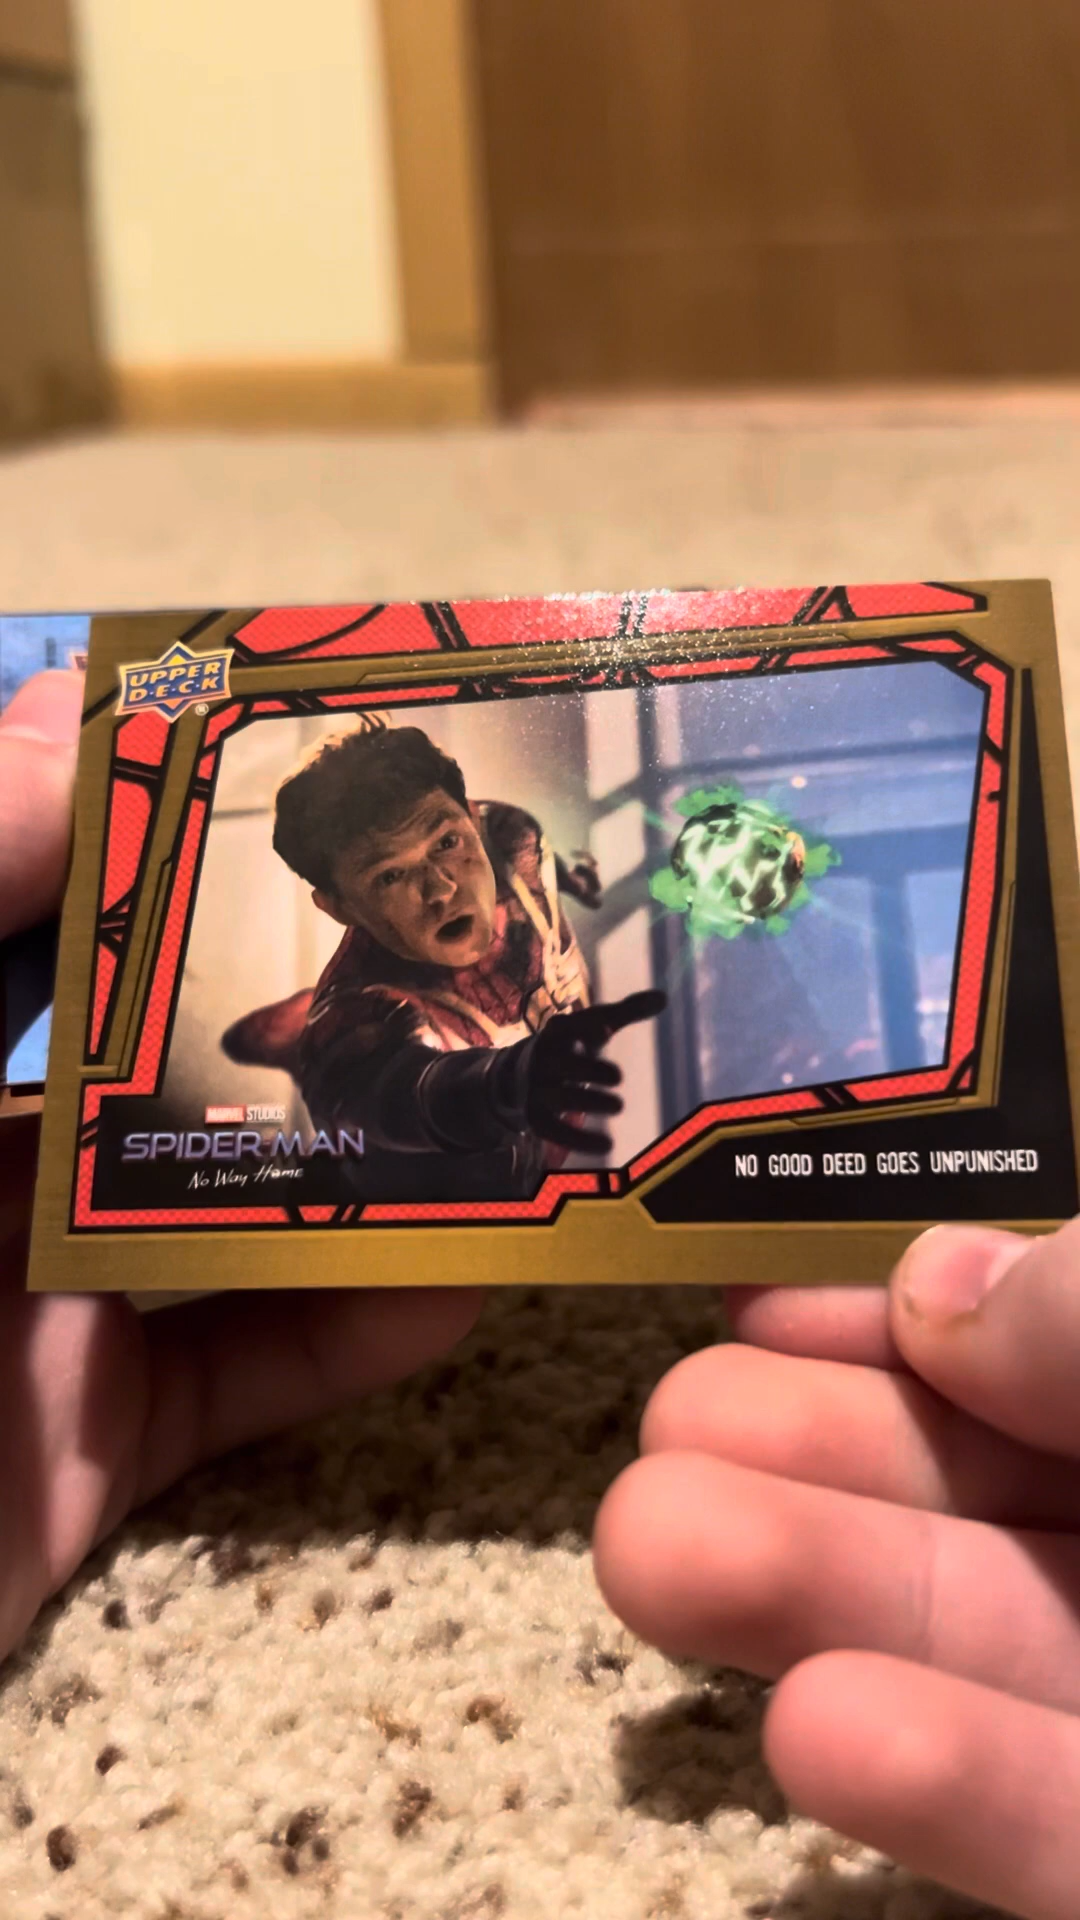 UPPER
D·E·C·K
®
MARVEL STUDIOS
SPIDER-MAN
No Way Home
NO GOOD DEED GOES UNPUNISHED